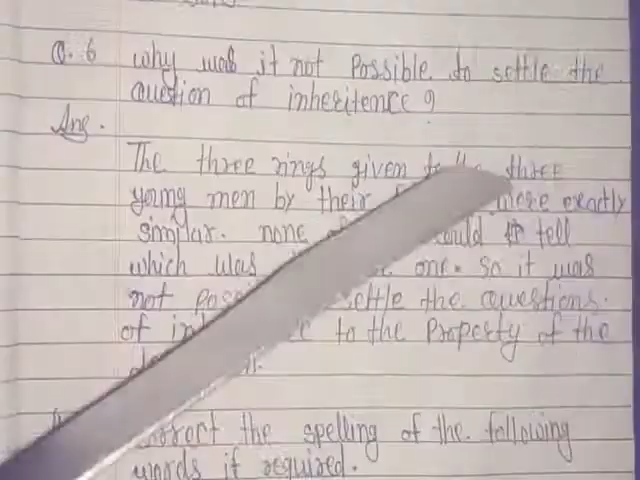 Q. 6 why was it not Possible to settle the
question of inheritence?
Ans.
The three rings given to the three
young men by their were exactly
similar. none could tell
which was one. so it was
not settle the questions.
of to the Property of the
the spelling of the following
words if required.